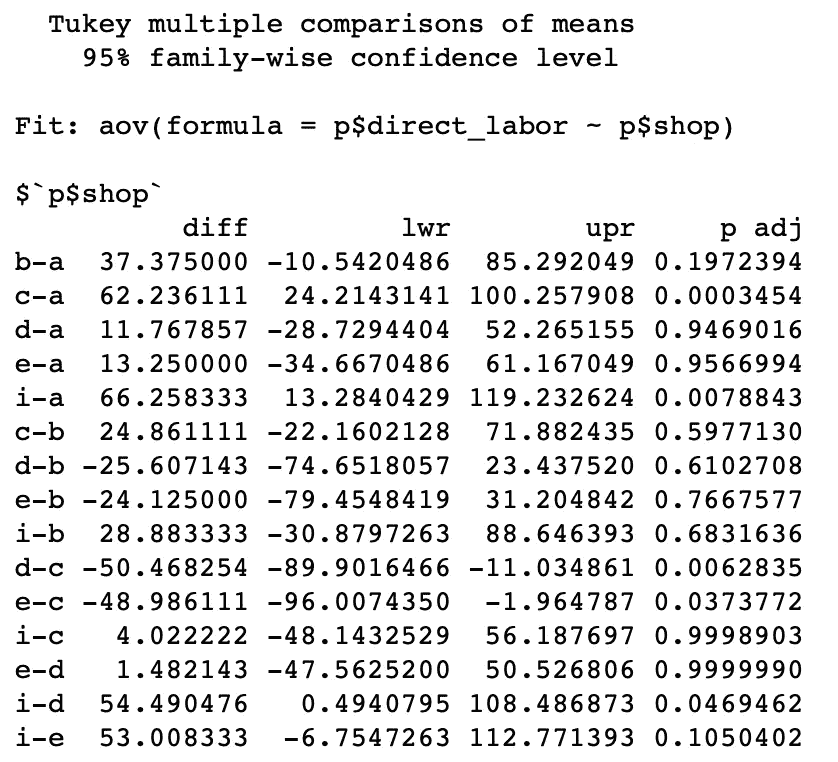 Tukey multiple comparisons of means
95% family-wise confidence level
Fit: aov(formula = p$direct_labor ~ p$shop)
$`p$shop`
diff lwr upr p adj
b-a 37.375000 -10.5420486 85.292049 0.1972394
c-a 62.236111 24.2143141 100.257908 0.0003454
d-a 11.767857 -28.7294404 52.265155 0.9469016
e-a 13.250000 -34.6670486 61.167049 0.9566994
i-a 66.258333 13.2840429 119.232624 0.0078843
c-b 24.861111 -22.1602128 71.882435 0.5977130
d-b -25.607143 -74.6518057 23.437520 0.6102708
e-b -24.125000 -79.4548419 31.204842 0.7667577
i-b 28.883333 -30.8797263 88.646393 0.6831636
d-c -50.468254 -89.9016466 -11.034861 0.0062835
e-c -48.986111 -96.0074350 -1.964787 0.0373772
i-c 4.022222 -48.1432529 56.187697 0.9998903
e-d 1.482143 -47.5625200 50.526806 0.9999990
i-d 54.490476 0.4940795 108.486873 0.0469462
i-e 53.008333 -6.7547263 112.771393 0.1050402